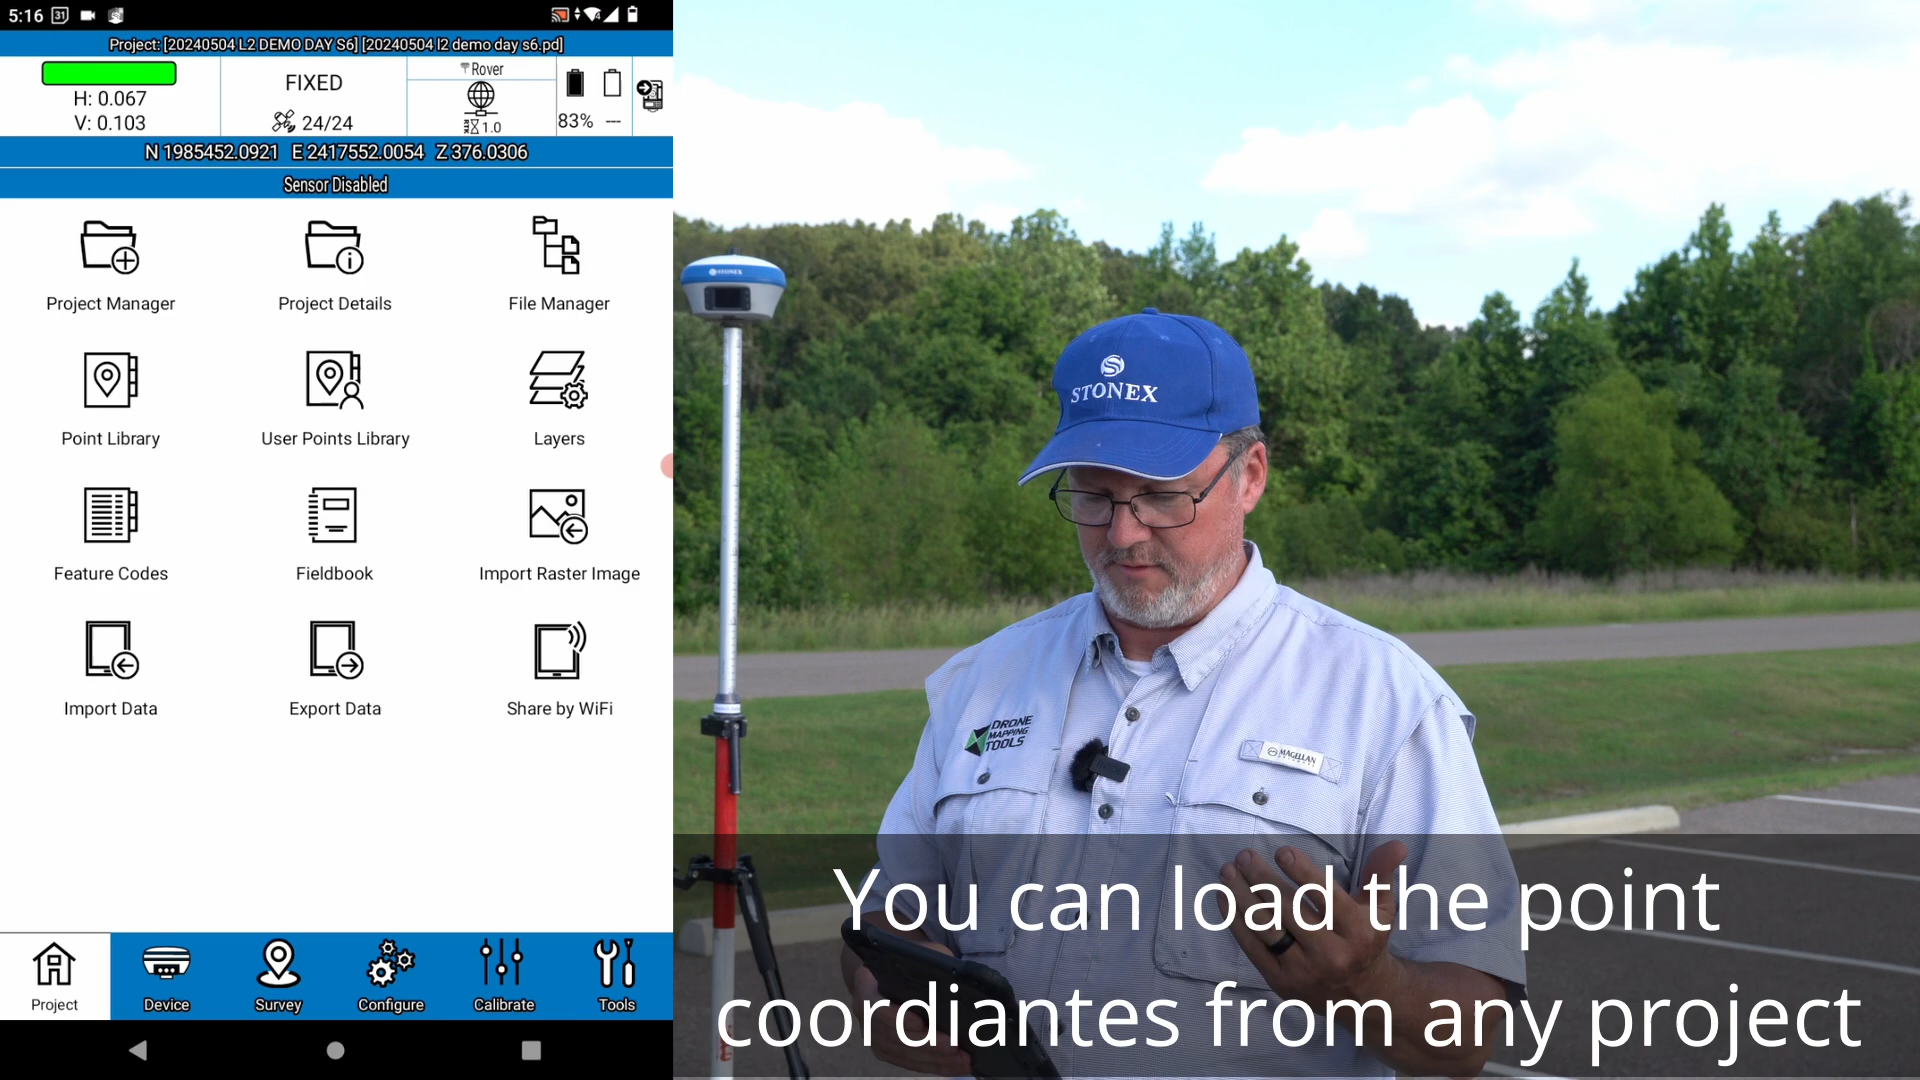 5:16
31
Project: [20240504 L2 DEMO DAY S6] [20240504 l2 demo day s6.pd]
H: 0.067
V: 0.103
FIXED
24/24
Rover
RTK 1.0
83% ---
N 1985452.0921 E 2417552.0054 Z 376.0306
Sensor Disabled
Project Manager
Project Details
File Manager
Point Library
User Points Library
Layers
Feature Codes
Fieldbook
Import Raster Image
Import Data
Export Data
Share by WiFi
Project
Device
Survey
Configure
Calibrate
Tools
STONEX
STONEX
DRONE
MAPPING
TOOLS
MAGELLAN
You can load the point
coordiantes from any project